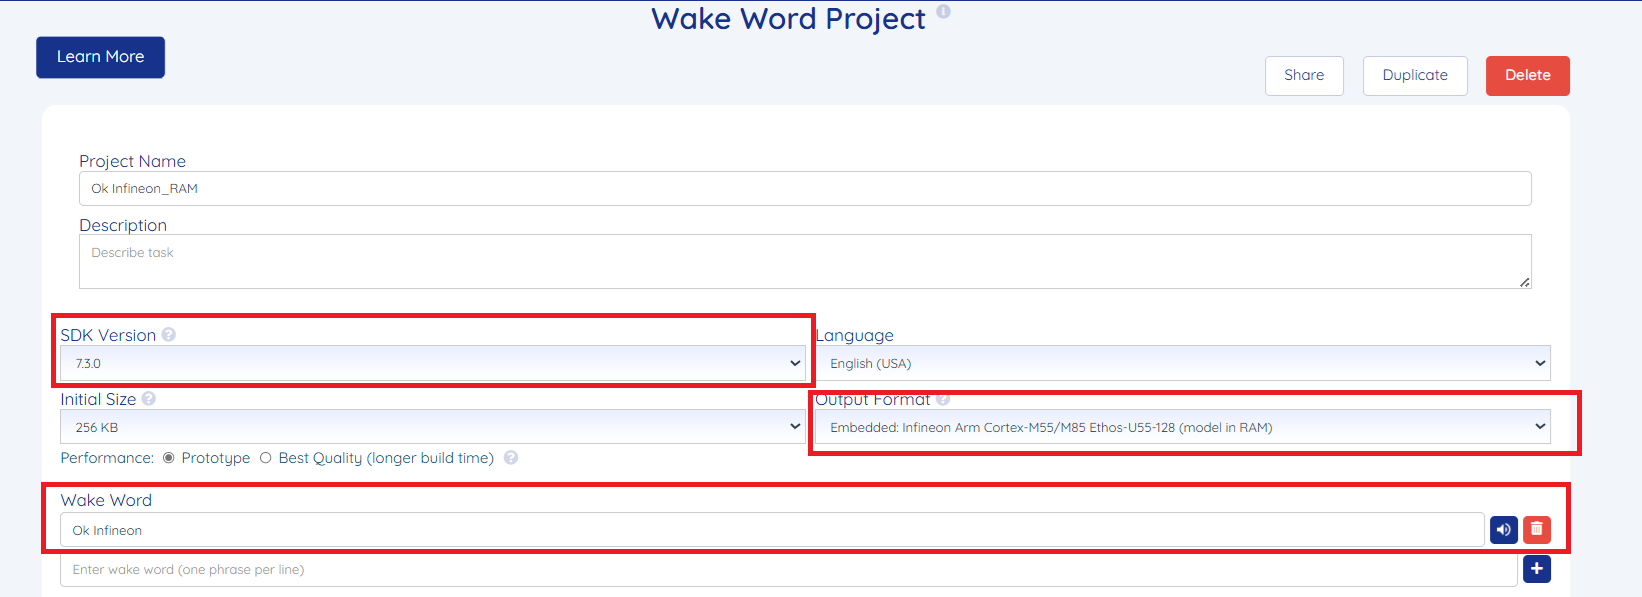 Wake Word Project
Learn More
Share Duplicate Delete
Project Name
Ok Infineon_RAM
Description
Describe task
SDK Version Language
7.3.0 English (USA)
Initial Size Output Format
256 KB Embedded: Infineon Arm Cortex-M55/M85 Ethos-U55-128 (model in RAM)
Performance: Prototype Best Quality (longer build time)
Wake Word
Ok Infineon
Enter wake word (one phrase per line)